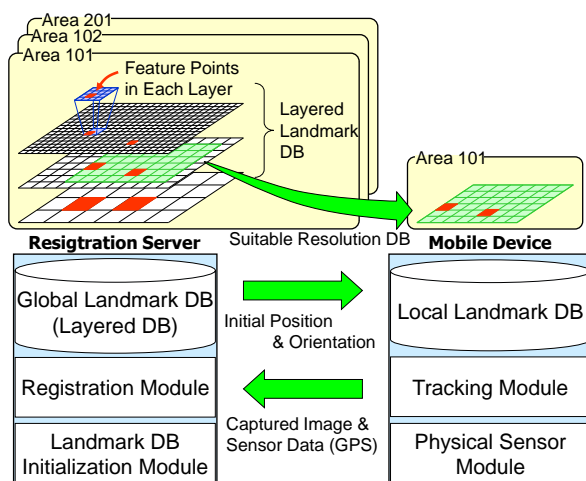 Area 201
Area 102
Area 101
Feature Points
in Each Layer
Layered
Landmark
DB
Area 101
Suitable Resolution DB
Resigtration Server
Mobile Device
Global Landmark DB
(Layered DB)
Initial Position
& Orientation
Local Landmark DB
Registration Module
Tracking Module
Captured Image &
Sensor Data (GPS)
Landmark DB
Initialization Module
Physical Sensor
Module